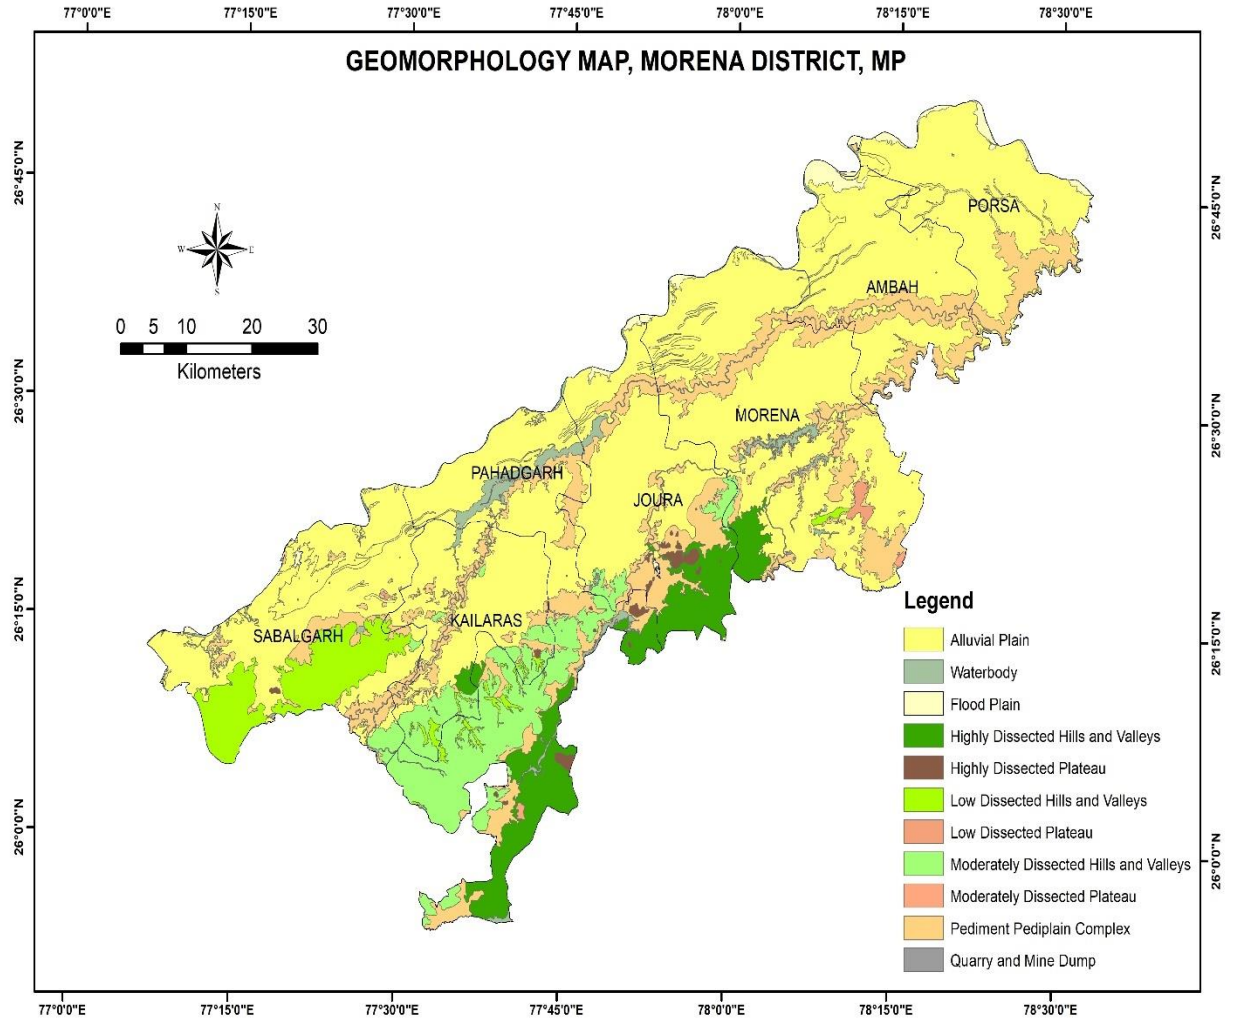 77°0'0"E 77°15'0"E 77°30'0"E 77°45'0"E 78°0'0"E 78°15'0"E 78°30'0"E
GEOMORPHOLOGY MAP, MORENA DISTRICT, MP
26°45'0"N
26°45'0"N
N
W E
S
PORSA
AMBAH
0 5 10 20 30
Kilometers
26°30'0"N
26°30'0"N
MORENA
PAHADGARH
JOURA
26°15'0"N
26°15'0"N
KAILARAS
SABALGARH
Legend
Alluvial Plain
Waterbody
Flood Plain
Highly Dissected Hills and Valleys
Highly Dissected Plateau
Low Dissected Hills and Valleys
Low Dissected Plateau
Moderately Dissected Hills and Valleys
Moderately Dissected Plateau
Pediment Pediplain Complex
Quarry and Mine Dump
26°0'0"N
26°0'0"N
77°0'0"E 77°15'0"E 77°30'0"E 77°45'0"E 78°0'0"E 78°15'0"E 78°30'0"E